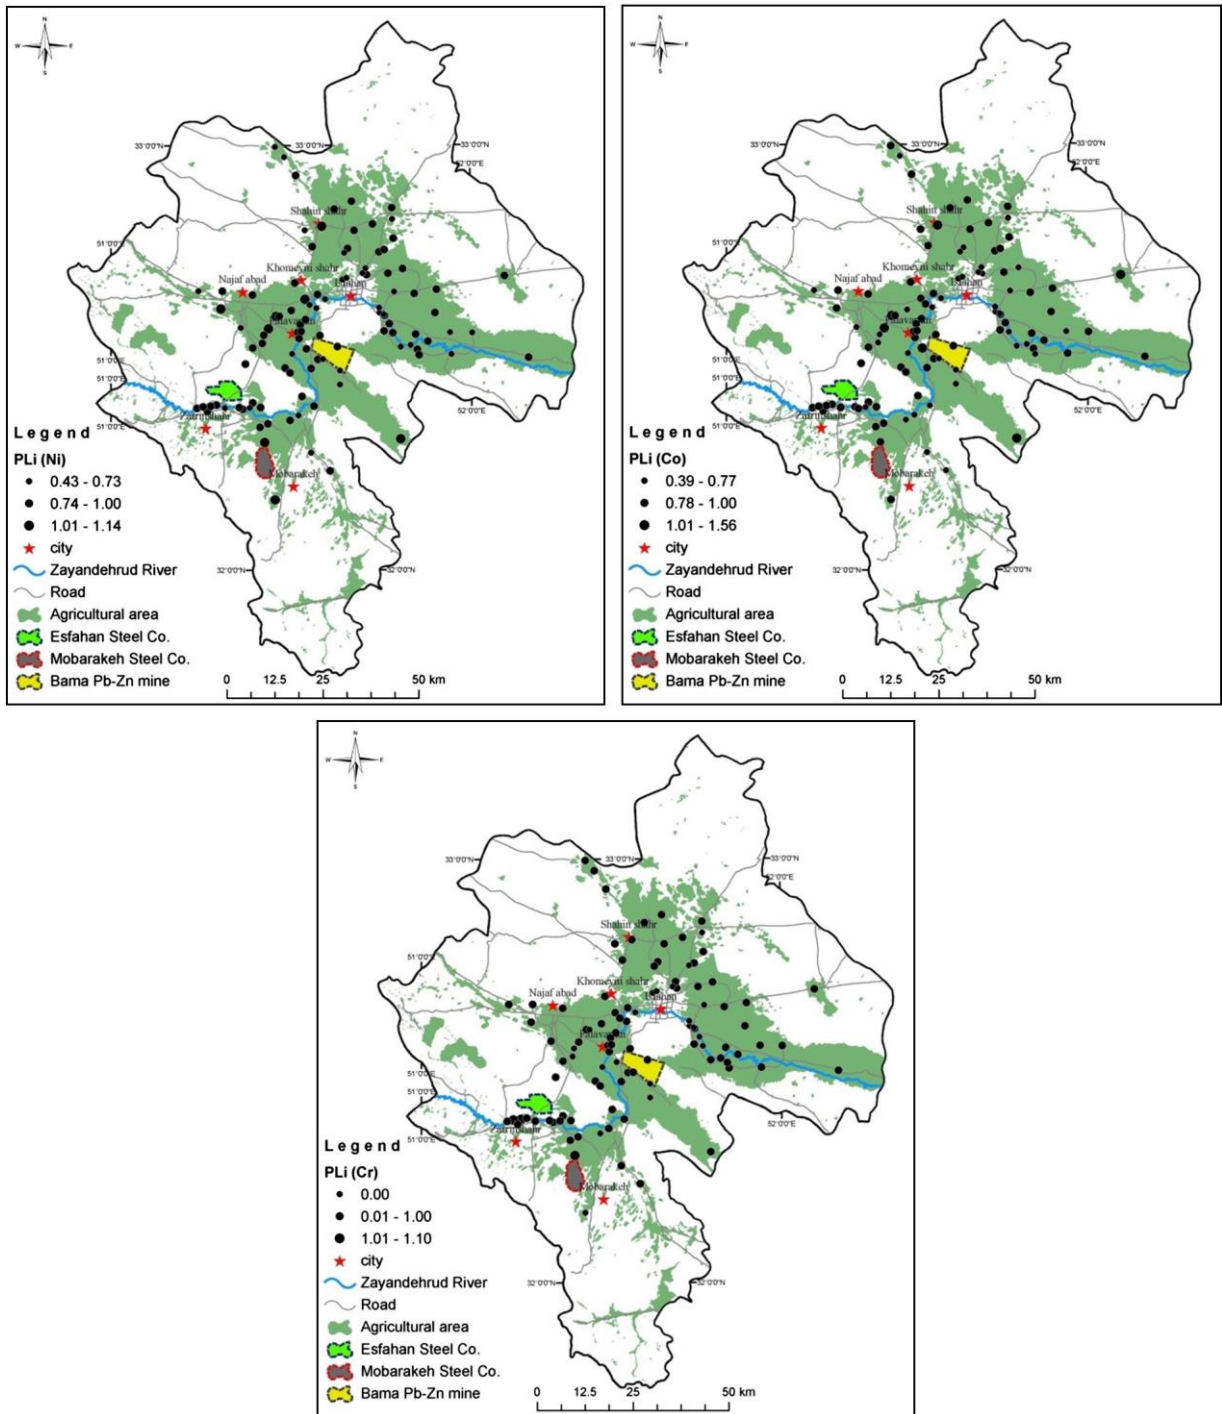 N
W E
S
33°0'0"N
33°0'0"N
52°0'0"E
Shahin shahr
51°0'0"E
Khomeyni shahr
Najaf abad
51°0'0"E
51°0'0"E
52°0'0"E
51°0'0"E
Legend
PLi (Ni)
Mobarakeh
0.43 - 0.73
0.74 - 1.00
1.01 - 1.14
city
Zayandehrud River
32°0'0"N
32°0'0"N
Road
Agricultural area
Esfahan Steel Co.
Mobarakeh Steel Co.
Bama Pb-Zn mine
0 12.5 25 50 km
N
W E
S
33°0'0"N
33°0'0"N
52°0'0"E
Shahin shahr
51°0'0"E
Khomeyni shahr
Najaf abad
51°0'0"E
51°0'0"E
52°0'0"E
51°0'0"E
Legend
PLi (Co)
Mobarakeh
0.39 - 0.77
0.78 - 1.00
1.01 - 1.56
city
Zayandehrud River
32°0'0"N
32°0'0"N
Road
Agricultural area
Esfahan Steel Co.
Mobarakeh Steel Co.
Bama Pb-Zn mine
0 12.5 25 50 km
N
W E
S
33°0'0"N
33°0'0"N
52°0'0"E
Shahin shahr
51°0'0"E
Khomeyni shahr
Najaf abad
51°0'0"E
51°0'0"E
52°0'0"E
51°0'0"E
Legend
PLi (Cr)
Mobarakeh
0.00
0.01 - 1.00
1.01 - 1.10
city
Zayandehrud River
32°0'0"N
32°0'0"N
Road
Agricultural area
Esfahan Steel Co.
Mobarakeh Steel Co.
Bama Pb-Zn mine
0 12.5 25 50 km